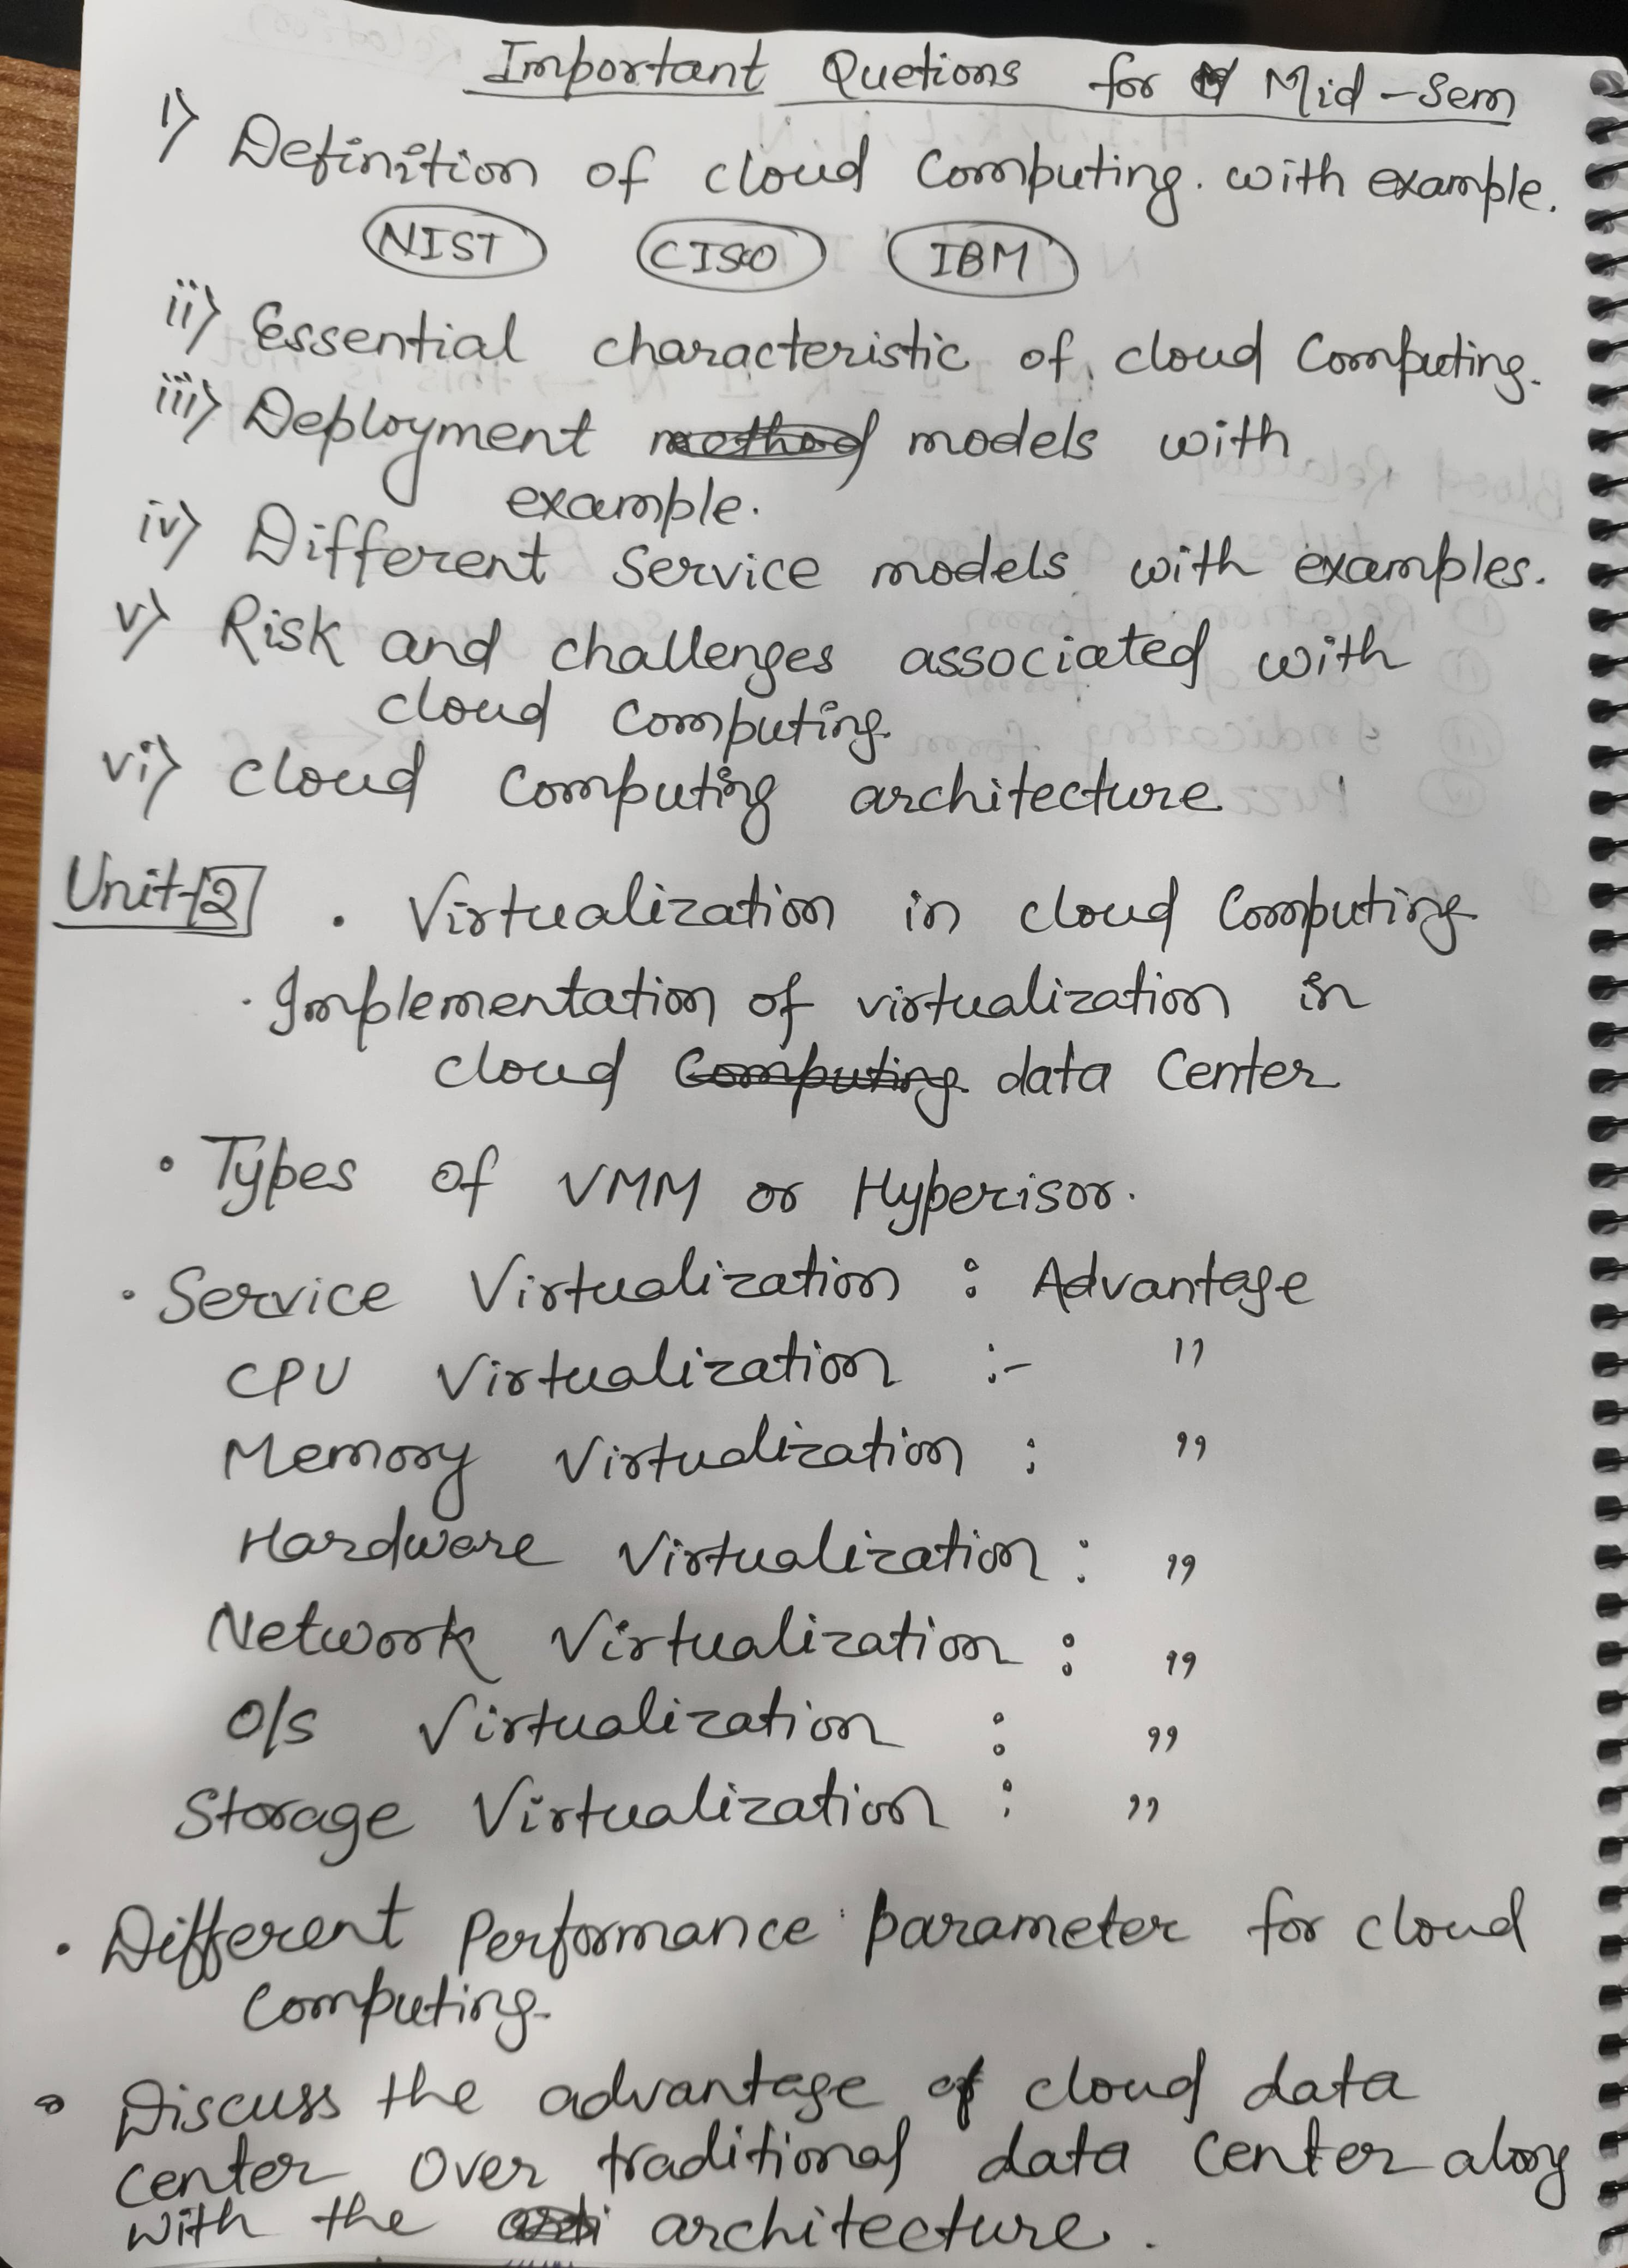 Important Quetions for Mid-Sem
i) Definition of cloud Computing. with example.
NIST CISCO IBM
ii) Essential characteristic of cloud Computing.
iii) Deployment method models with
example.
iv) Different Service models with examples.
v) Risk and challenges associated with
cloud Computing.
vi) cloud Computing architecture
Unit-2 • Virtualization in cloud Computing
• Implementation of virtualization in
cloud Computing data Center
• Types of VMM or Hyperisor.
• Service Virtualization : Advantage
CPU Virtualization :- "
Memory Virtualization : "
Hardware Virtualization : "
Network Virtualization : "
O/s Virtualization : "
Storage Virtualization : "
• Different Performance parameter for cloud
Computing.
• Discuss the advantage of cloud data
center over traditional data Center along
with the architecture.